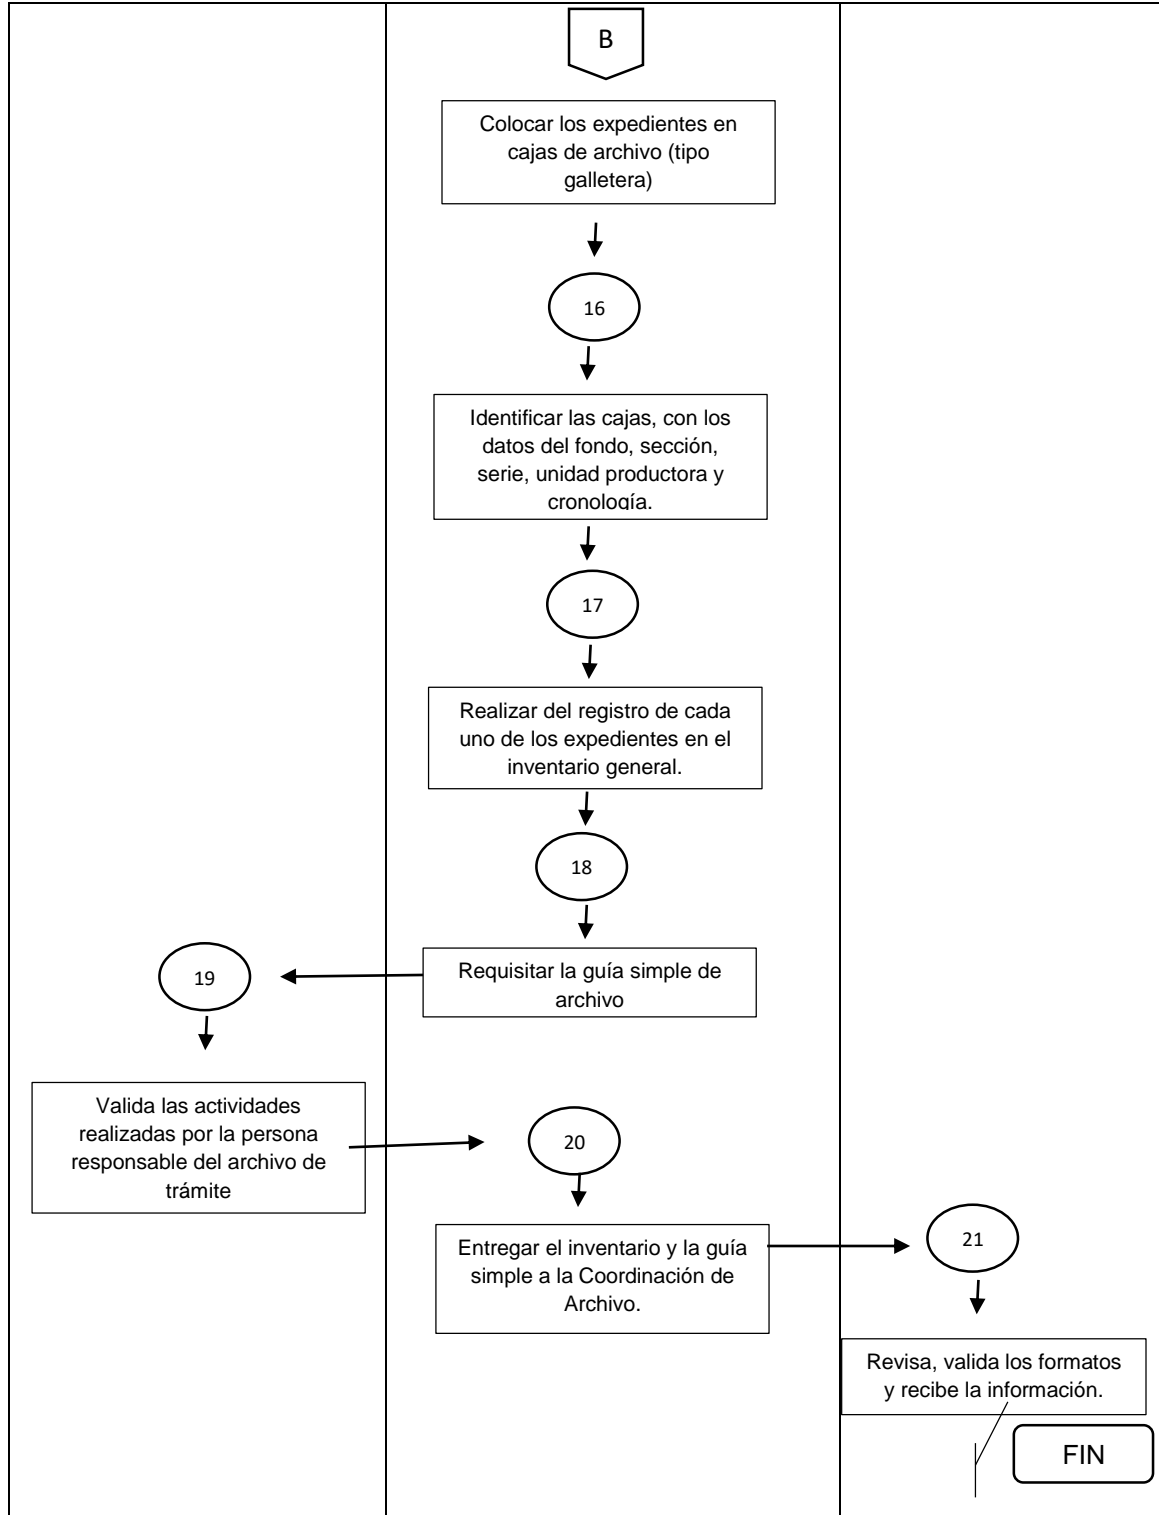 B
Colocar los expedientes en
cajas de archivo (tipo
galletera)
16
Identificar las cajas, con los
datos del fondo, sección,
serie, unidad productora y
cronología.
17
Realizar del registro de cada
uno de los expedientes en el
inventario general.
18
Requisitar la guía simple de
archivo
19
Valida las actividades
realizadas por la persona
responsable del archivo de
trámite
20
Entregar el inventario y la guía
simple a la Coordinación de
Archivo.
21
Revisa, valida los formatos
y recibe la información.
FIN